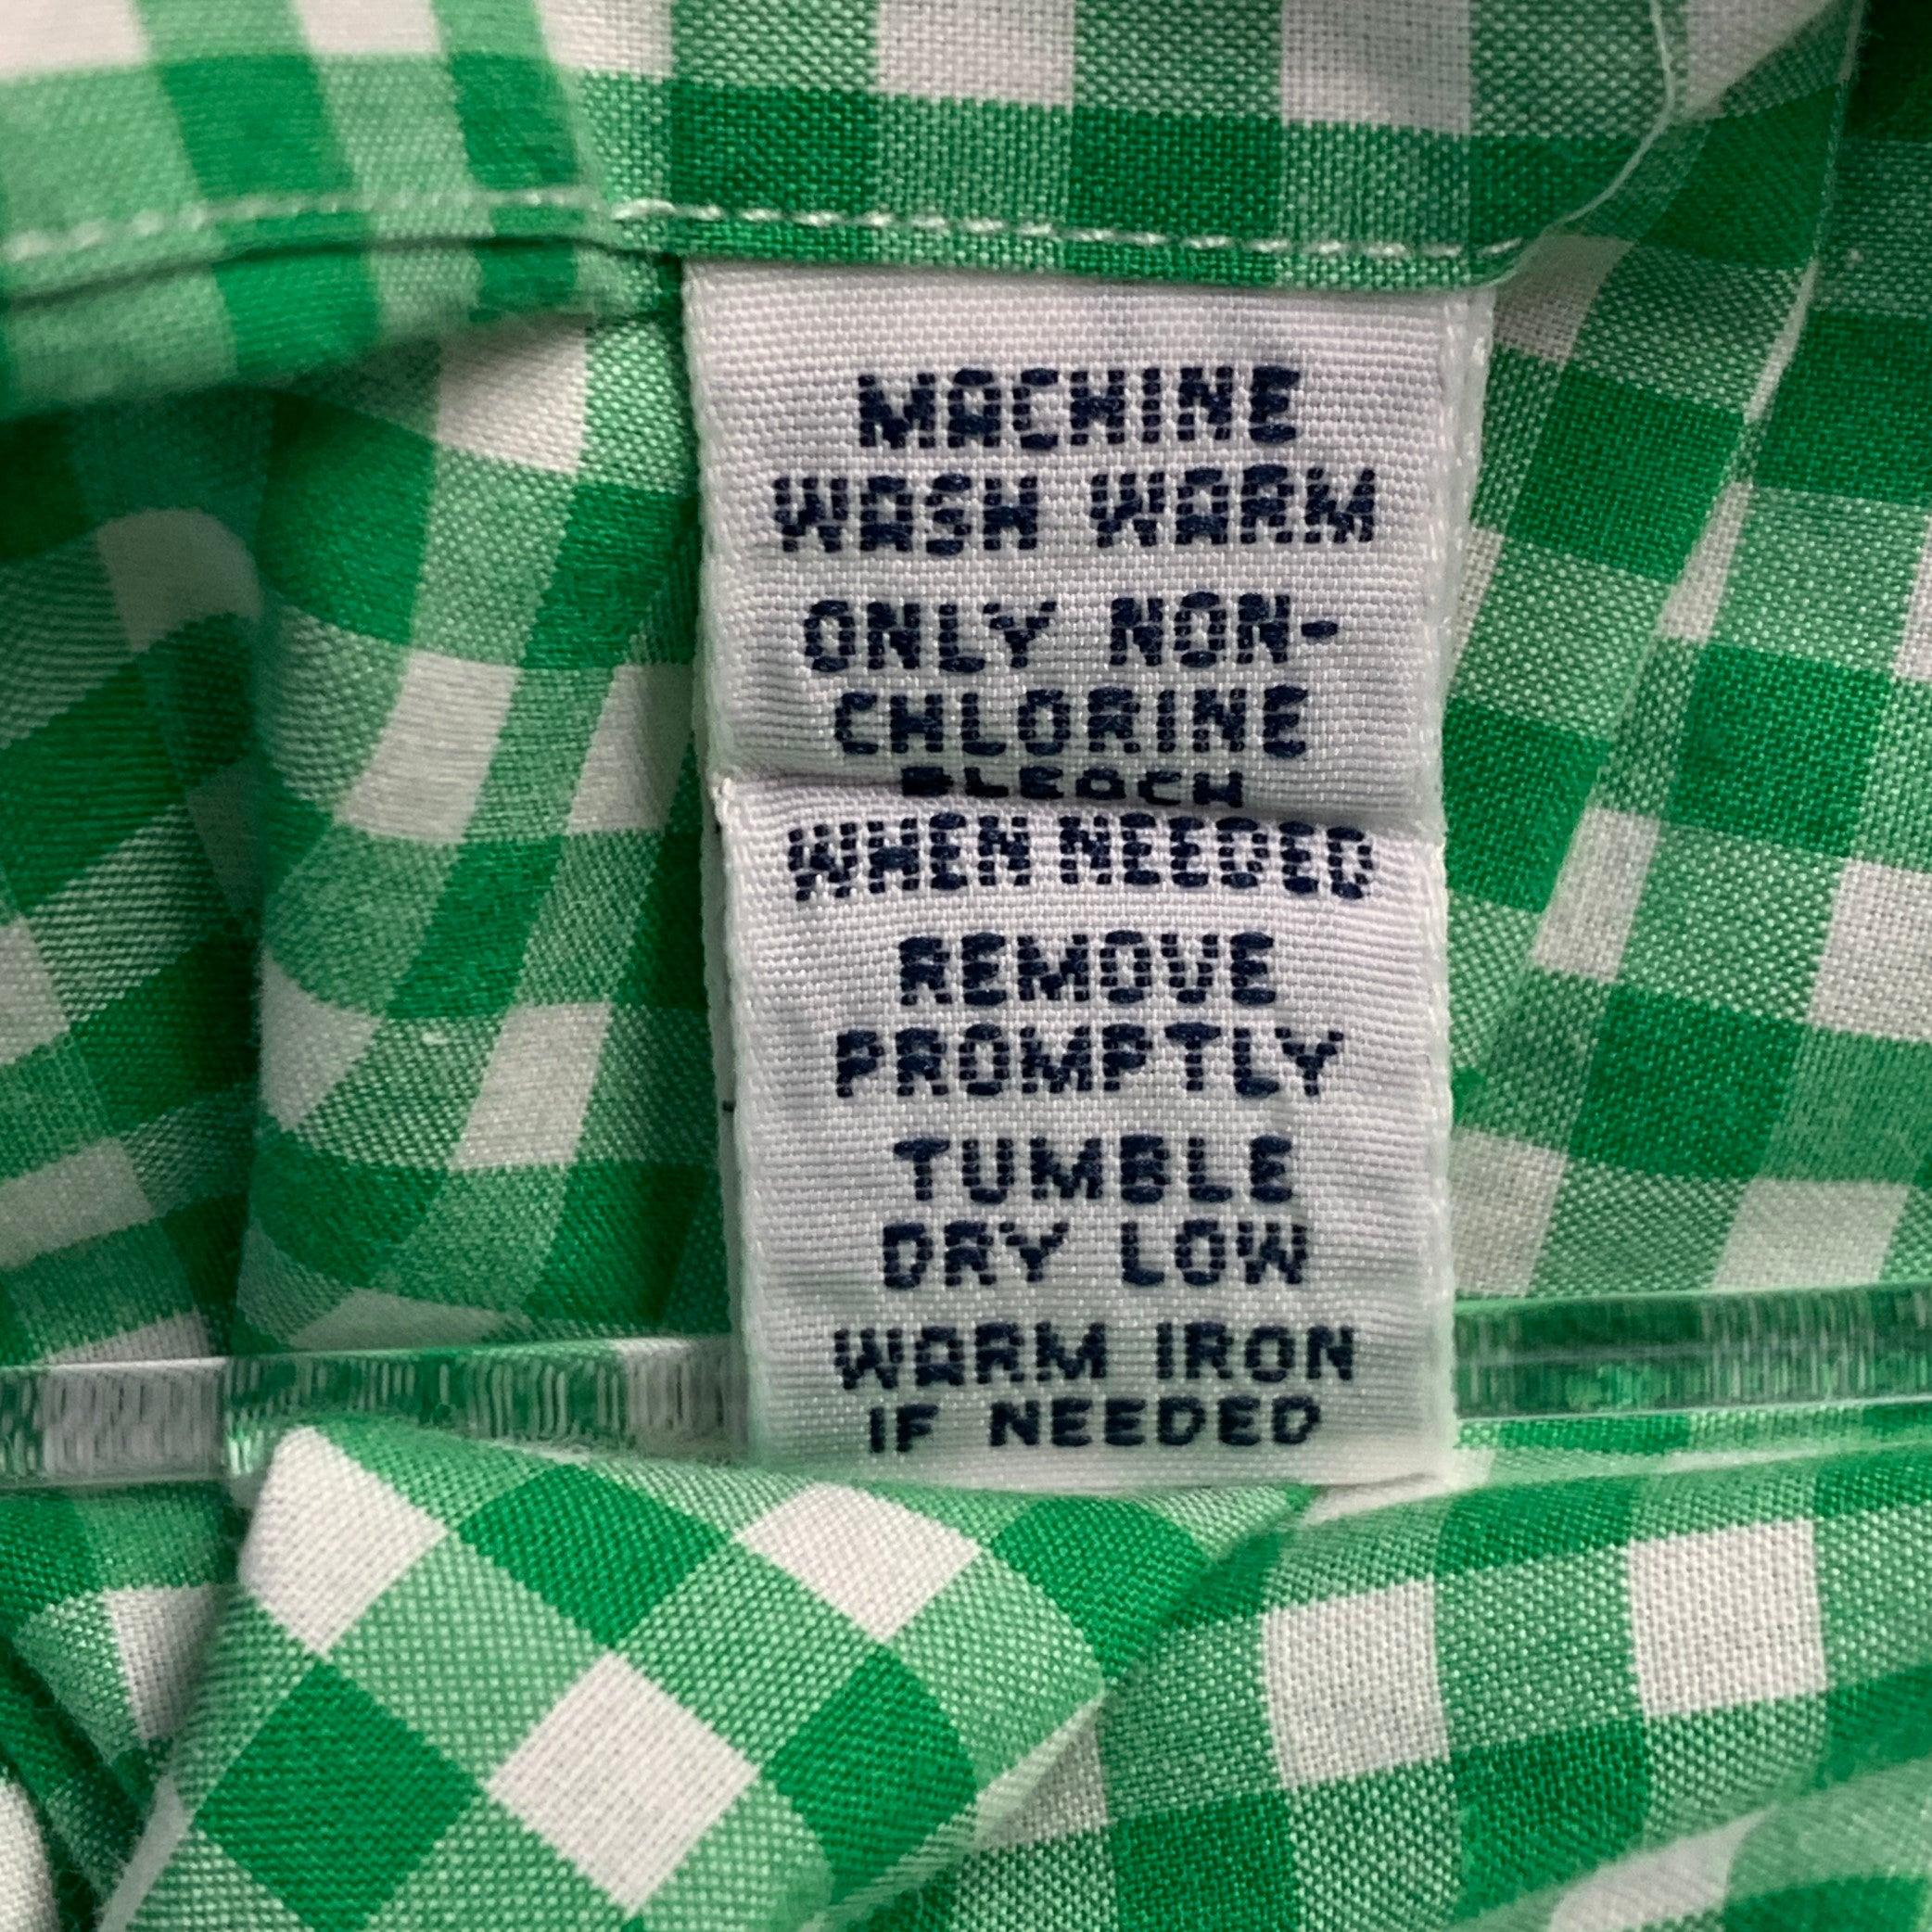 MACHINE
WASH WARM
ONLY NON-
CHLORINE
BLEACH
WHEN NEEDED
REMOVE
PROMPTLY
TUMBLE
DRY LOW
WARM IRON
IF NEEDED